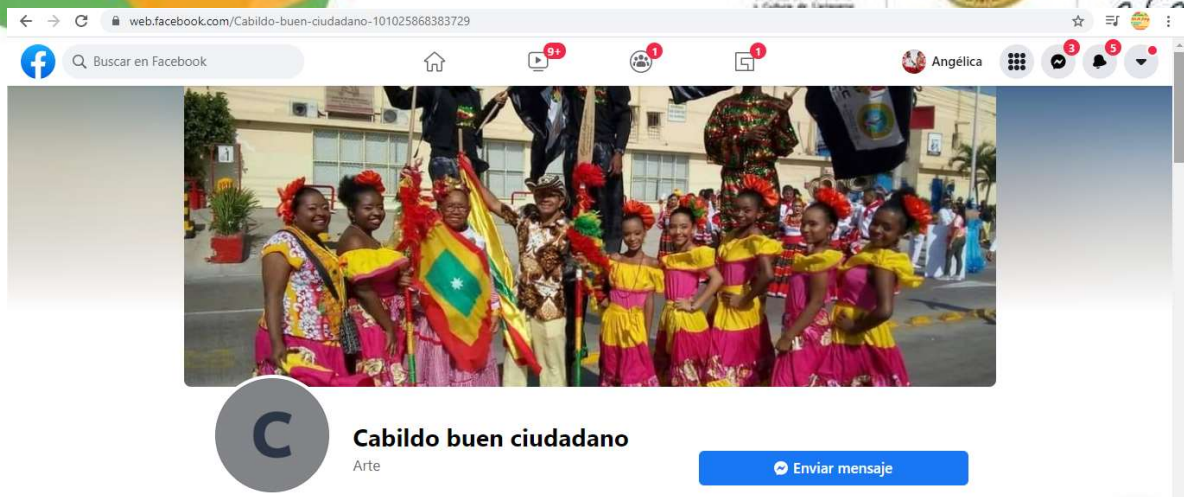 web.facebook.com/Cabildo-buen-ciudadano-101025868383729
Buscar en Facebook
9+
1
1
Angélica
3
5
C
Cabildo buen ciudadano
Arte
Enviar mensaje